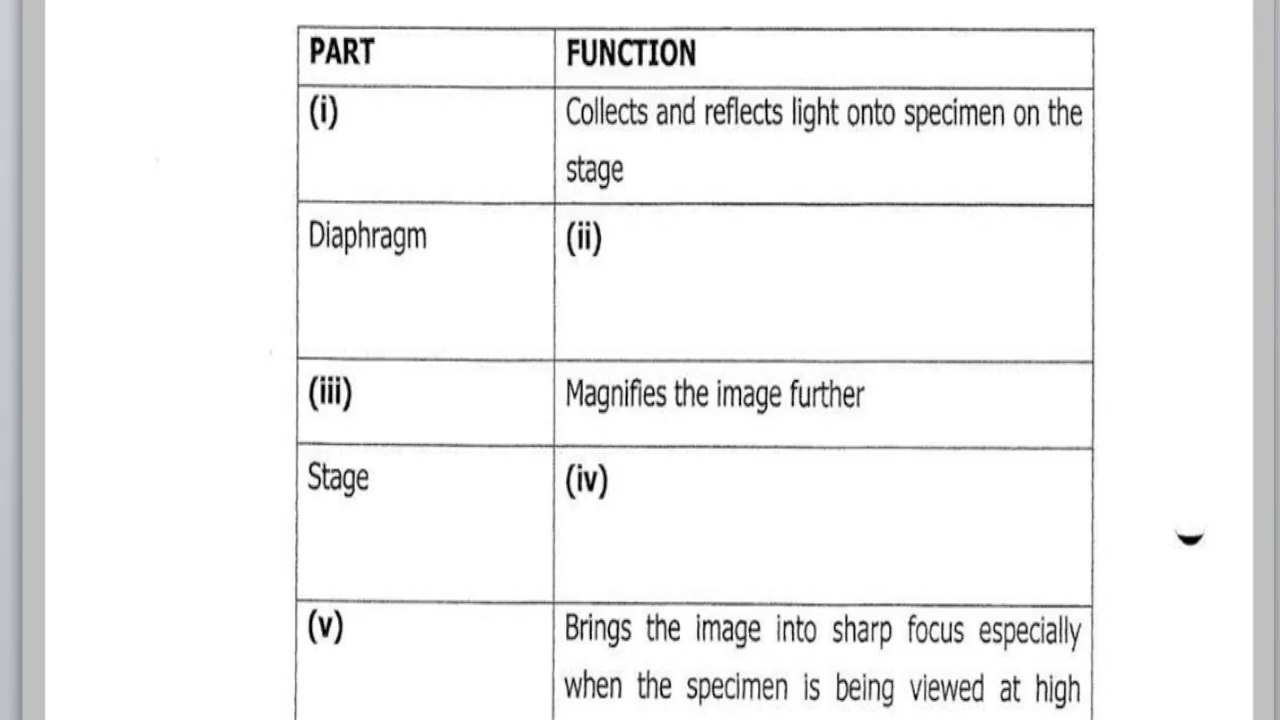 PART
FUNCTION
(i)
Collects and reflects light onto specimen on the
stage
Diaphragm
(ii)
(iii)
Magnifies the image further
Stage
(iv)
(v)
Brings the image into sharp focus especially
when the specimen is being viewed at high